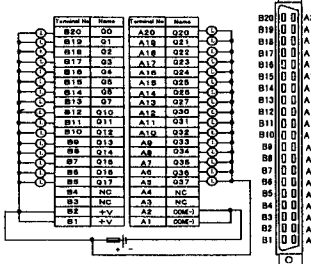 Terminal No Name Terminal No Name
B20 Q0 A20 Q20
B19 Q1 A19 Q21
B18 Q2 A18 Q22
B17 Q3 A17 Q23
B16 Q4 A16 Q24
B15 Q5 A15 Q25
B14 Q6 A14 Q26
B13 Q7 A13 Q27
B12 Q10 A12 Q30
B11 Q11 A11 Q31
B10 Q12 A10 Q32
B9 Q13 A9 Q33
B8 Q14 A8 Q34
B7 Q15 A7 Q35
B6 Q16 A6 Q36
B5 Q17 A5 Q37
B4 NC A4 NC
B3 NC A3 NC
B2 +V A2 COM(-)
B1 +V A1 COM(-)
+ -
B20
B19
B18
B17
B16
B15
B14
B13
B12
B11
B10
B9
B8
B7
B6
B5
B4
B3
B2
B1